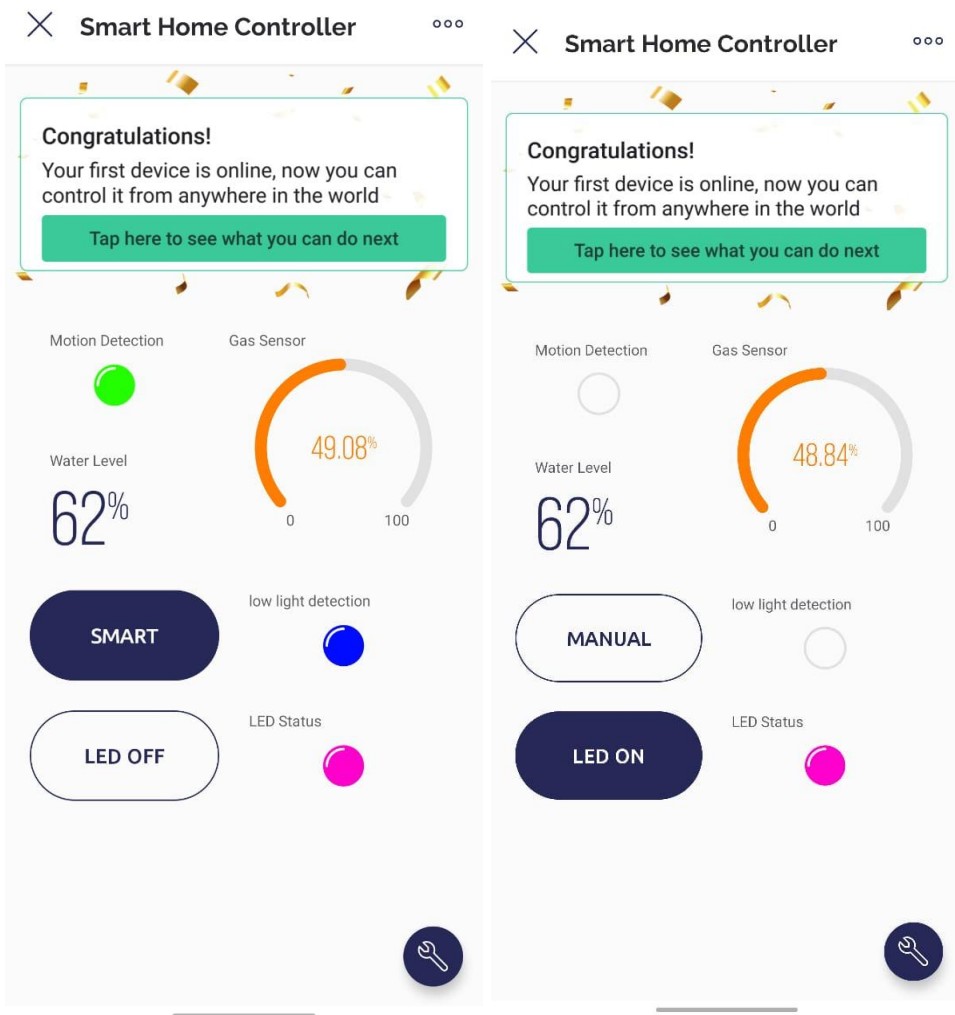 Smart Home Controller
Congratulations!
Your first device is online, now you can
control it from anywhere in the world
Tap here to see what you can do next
Motion Detection
Gas Sensor
49.08%
Water Level
62%
0
100
SMART
low light detection
LED OFF
LED Status
Smart Home Controller
Congratulations!
Your first device is online, now you can
control it from anywhere in the world
Tap here to see what you can do next
Motion Detection
Gas Sensor
48.84%
Water Level
62%
0
100
MANUAL
low light detection
LED ON
LED Status